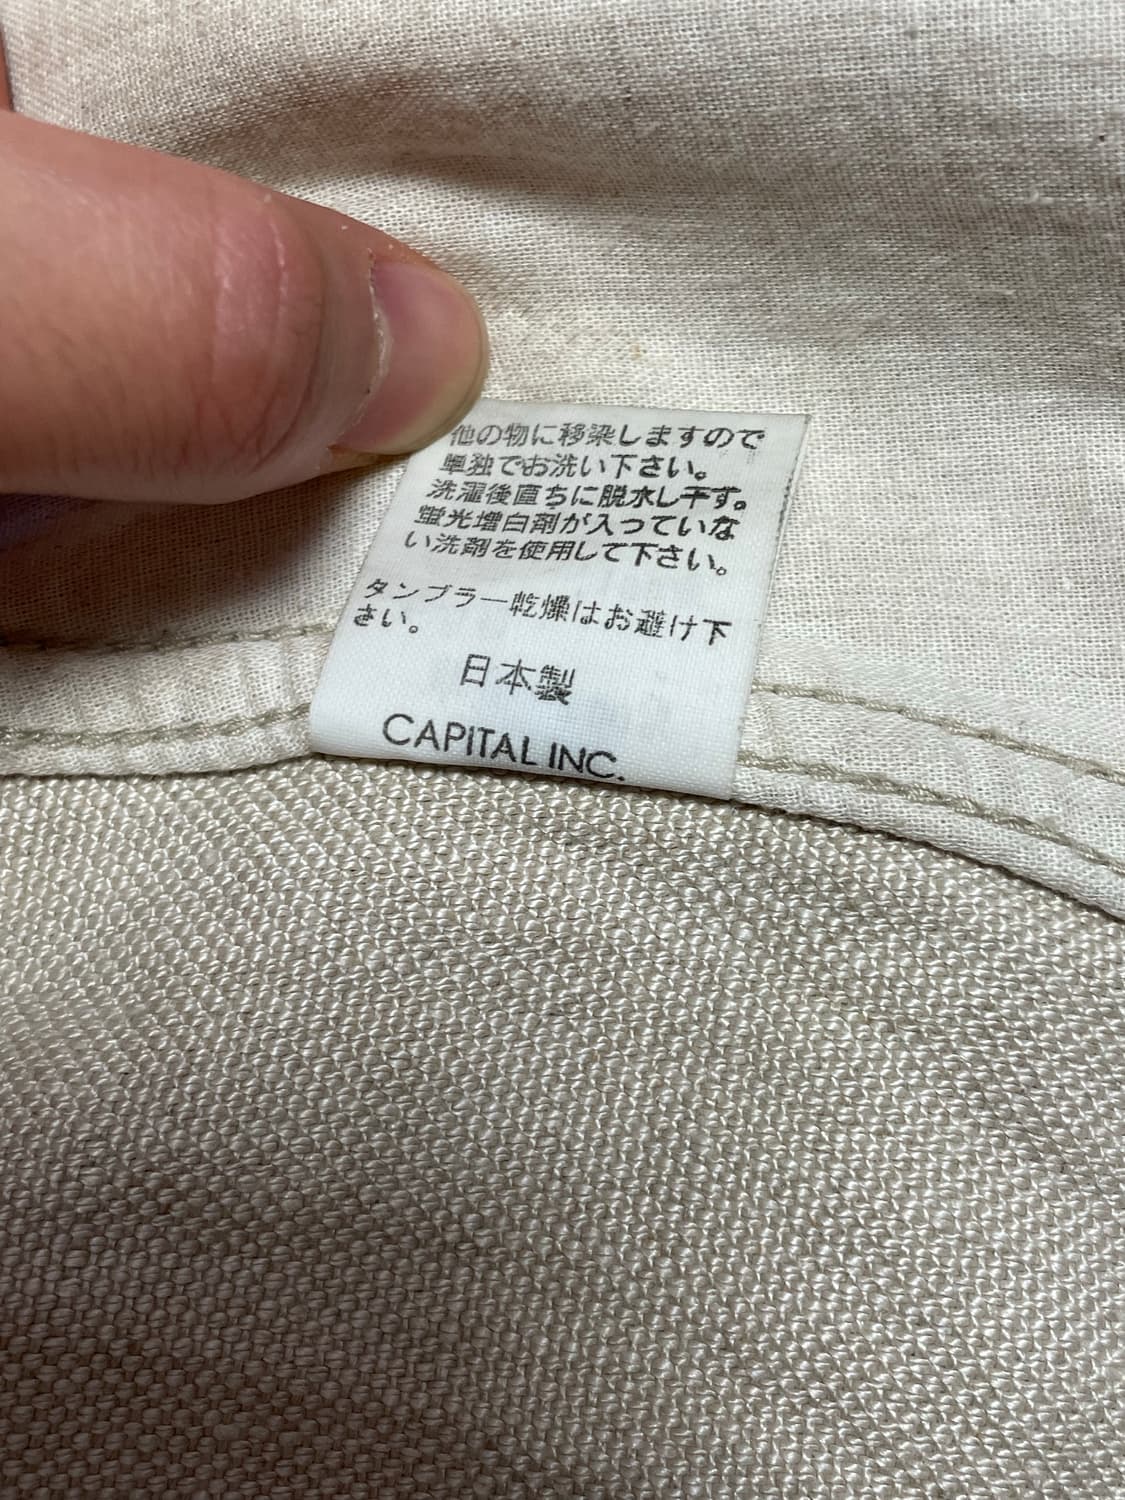 他の物に移染しますので
単独でお洗い下さい。
洗濯後直ちに脱水し干す。
蛍光増白剤が入っていな
い洗剤を使用して下さい。
タンブラー乾燥はお避け下
さい。
日本製
CAPITAL INC.